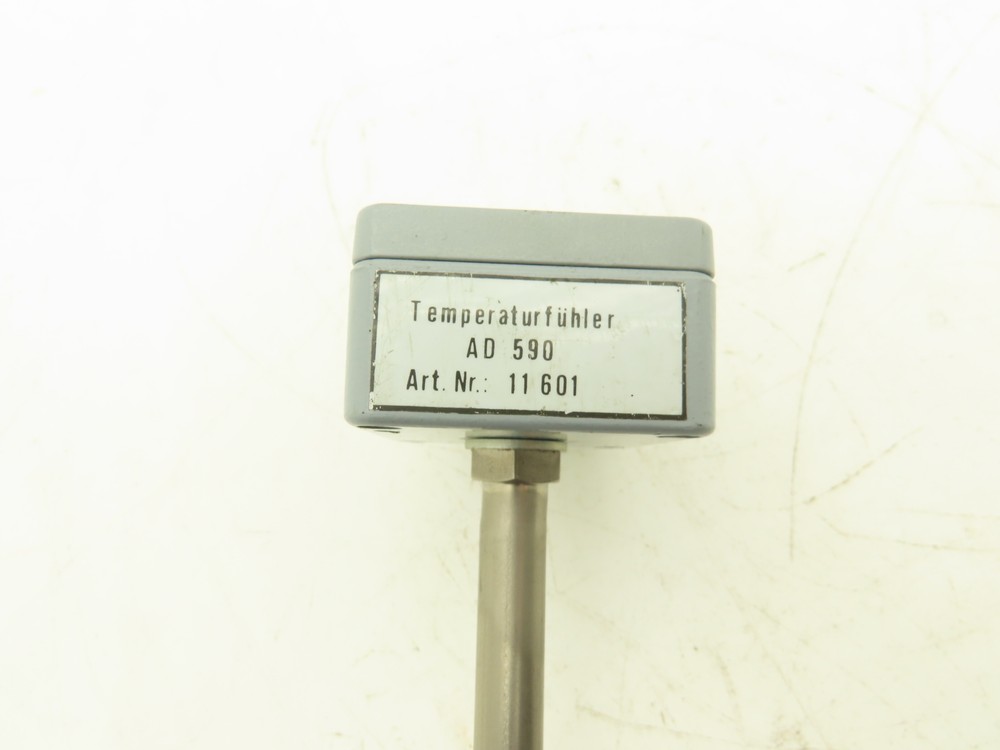 Temperaturfühler
AD 590
Art. Nr.: 11 601